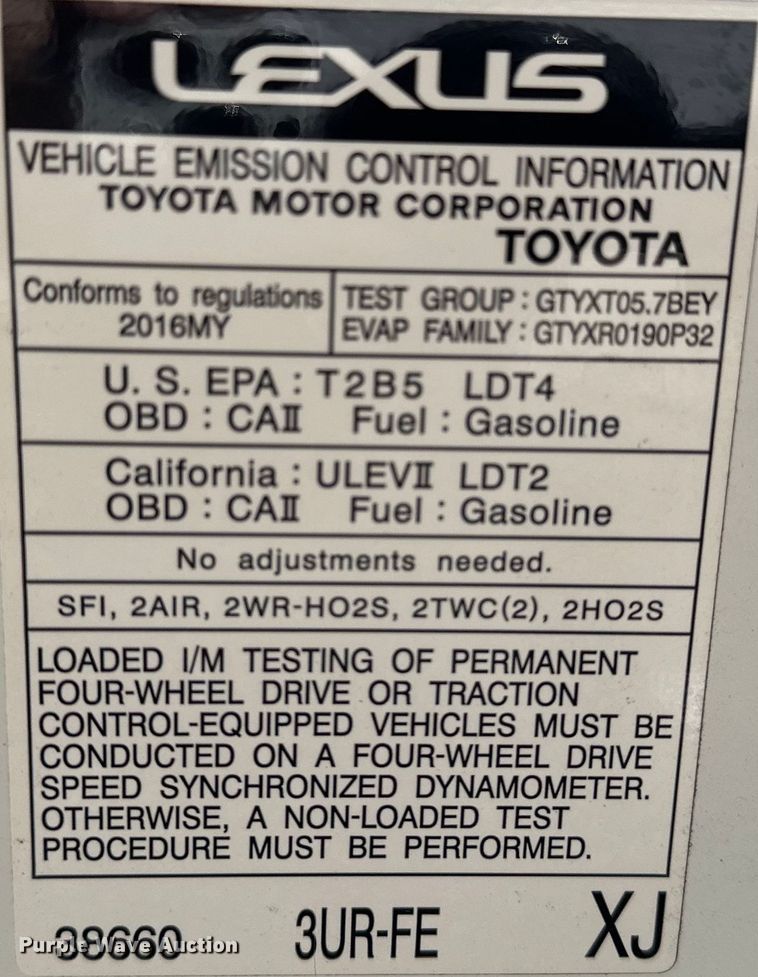 LEXUS
VEHICLE EMISSION CONTROL INFORMATION
TOYOTA MOTOR CORPORATION
TOYOTA
Conforms to regulations
2016MY
TEST GROUP : GTYXT05.7BEY
EVAP FAMILY : GTYXR0190P32
U. S. EPA : T2B5 LDT4
OBD : CAII Fuel : Gasoline
California : ULEVII LDT2
OBD : CAII Fuel : Gasoline
No adjustments needed.
SFI, 2AIR, 2WR-HO2S, 2TWC(2), 2HO2S
LOADED I/M TESTING OF PERMANENT
FOUR-WHEEL DRIVE OR TRACTION
CONTROL-EQUIPPED VEHICLES MUST BE
CONDUCTED ON A FOUR-WHEEL DRIVE
SPEED SYNCHRONIZED DYNAMOMETER.
OTHERWISE, A NON-LOADED TEST
PROCEDURE MUST BE PERFORMED.
38660 3UR-FE XJ
Purple Wave Auction